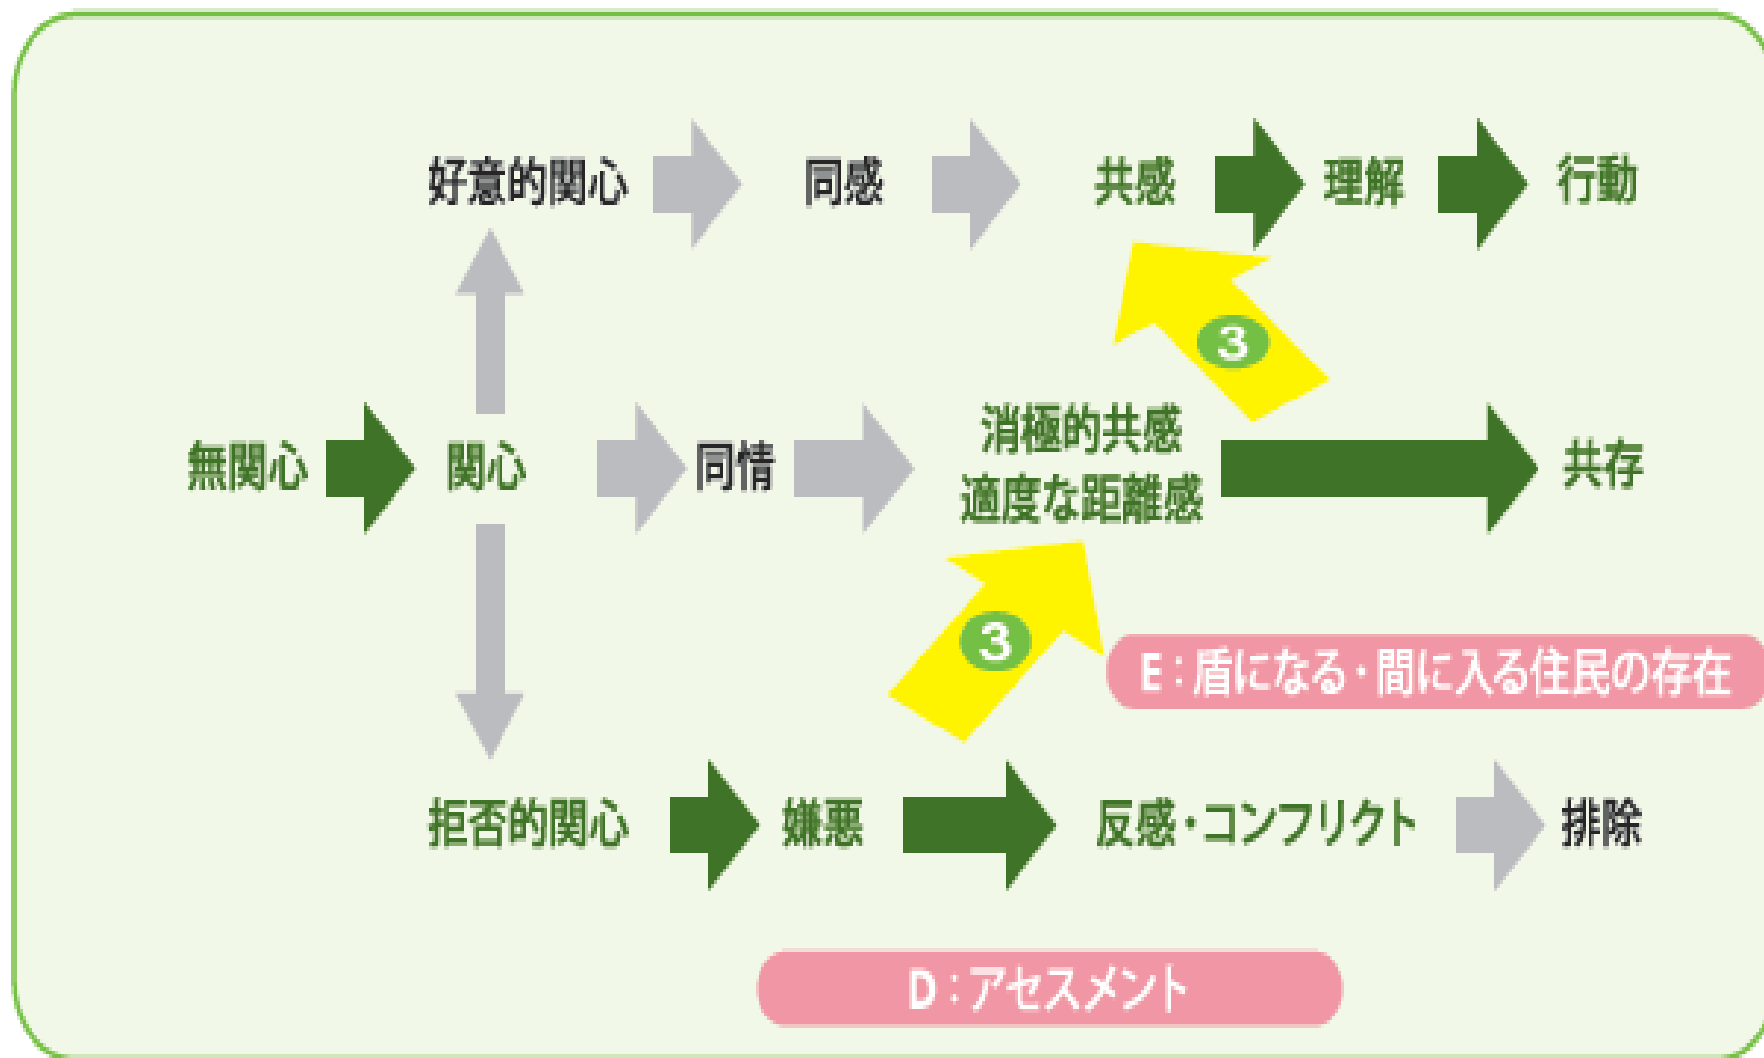 好意的関心 同感 共感 理解 行動
3
無関心 関心 同情 消極的共感 共存
適度な距離感
3
E：盾になる・間に入る住民の存在
拒否的関心 嫌悪 反感・コンフリクト 排除
D：アセスメント